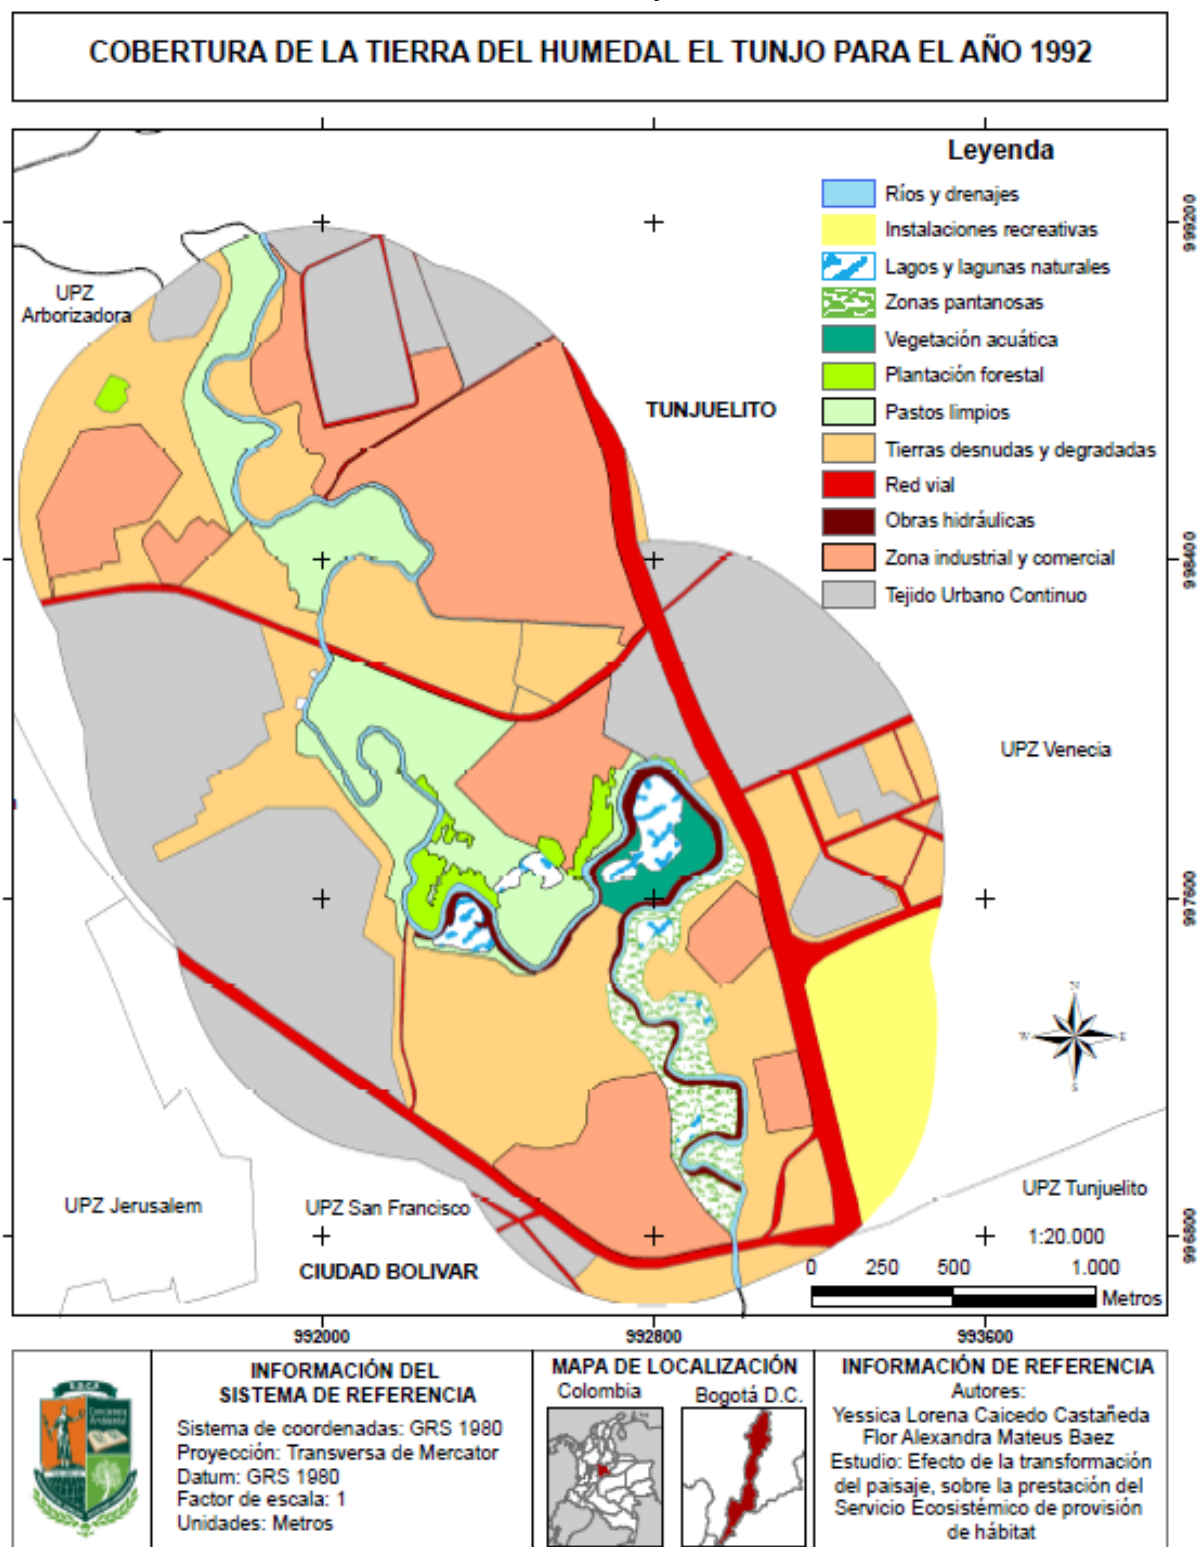 COBERTURA DE LA TIERRA DEL HUMEDAL EL TUNJO PARA EL AÑO 1992
Leyenda
Ríos y drenajes
Instalaciones recreativas
Lagos y lagunas naturales
Zonas pantanosas
Vegetación acuática
Plantación forestal
Pastos limpios
Tierras desnudas y degradadas
Red vial
Obras hidráulicas
Zona industrial y comercial
Tejido Urbano Continuo
UPZ
Arborizadora
TUNJUELITO
UPZ Venecia
UPZ Jerusalem
UPZ San Francisco
CIUDAD BOLIVAR
UPZ Tunjuelito
N
W
E
S
1:20.000
0 250 500 1.000
Metros
999200
998400
997600
996800
992000 992800 993600
INFORMACIÓN DEL
SISTEMA DE REFERENCIA
Sistema de coordenadas: GRS 1980
Proyección: Transversa de Mercator
Datum: GRS 1980
Factor de escala: 1
Unidades: Metros
MAPA DE LOCALIZACIÓN
Colombia Bogotá D.C.
INFORMACIÓN DE REFERENCIA
Autores:
Yessica Lorena Caicedo Castañeda
Flor Alexandra Mateus Baez
Estudio: Efecto de la transformación
del paisaje, sobre la prestación del
Servicio Ecosistémico de provisión
de hábitat